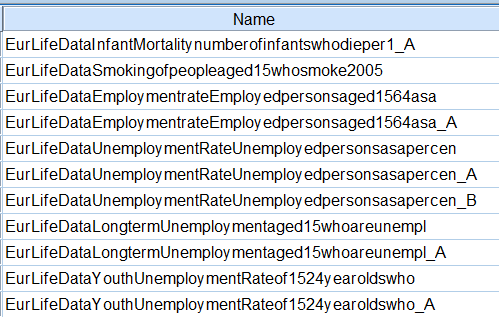 Name
EurLifeDataInfantMortalitynumberofinfantswhodieper1_A
EurLifeDataSmokingofpeopleaged15whosmoke2005
EurLifeDataEmploymentrateEmployedpersonsaged1564asa
EurLifeDataEmploymentrateEmployedpersonsaged1564asa_A
EurLifeDataUnemploymentRateUnemployedpersonsasapercen
EurLifeDataUnemploymentRateUnemployedpersonsasapercen_A
EurLifeDataUnemploymentRateUnemployedpersonsasapercen_B
EurLifeDataLongtermUnemploymentaged15whoareunempl
EurLifeDataLongtermUnemploymentaged15whoareunempl_A
EurLifeDataYouthUnemploymentRateof1524yearoldswho
EurLifeDataYouthUnemploymentRateof1524yearoldswho_A